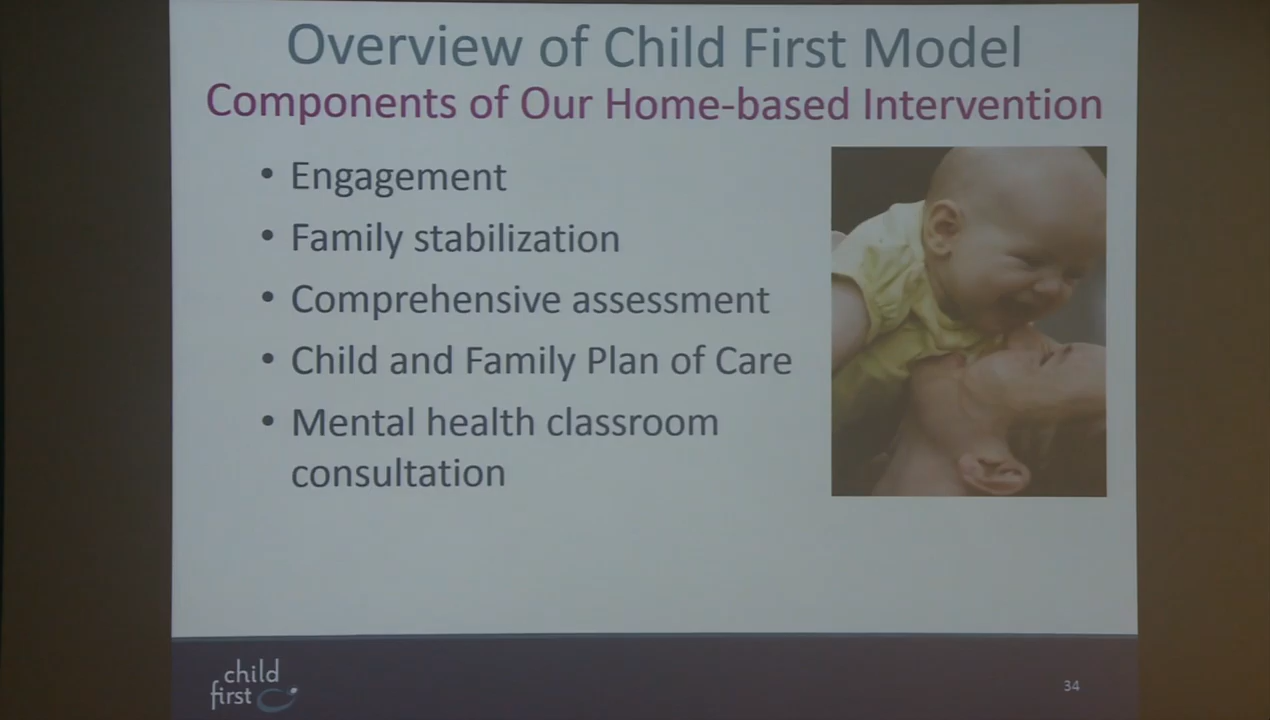 Overview of Child First Model
Components of Our Home-based Intervention
• Engagement
• Family stabilization
• Comprehensive assessment
• Child and Family Plan of Care
• Mental health classroom
consultation
child
first
34